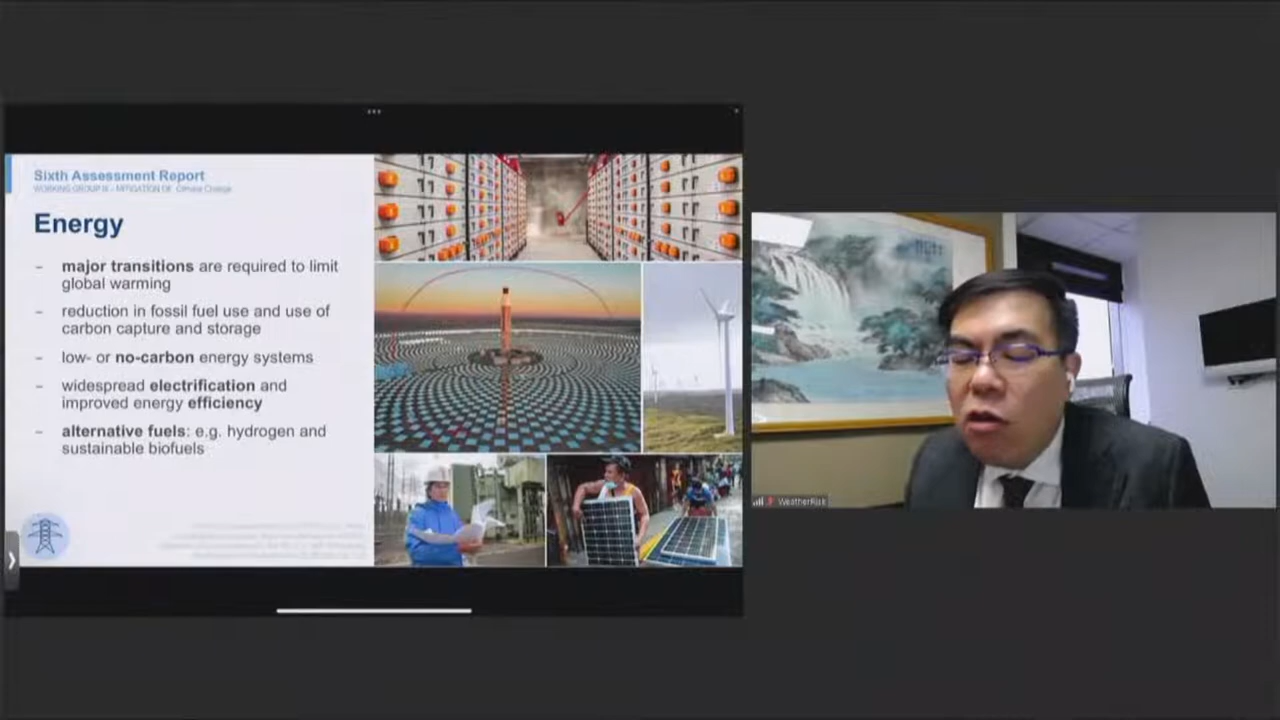 Sixth Assessment Report
WORKING GROUP III – MITIGATION OF Climate Change
Energy
– major transitions are required to limit
global warming
– reduction in fossil fuel use and use of
carbon capture and storage
– low- or no-carbon energy systems
– widespread electrification and
improved energy efficiency
– alternative fuels: e.g. hydrogen and
sustainable biofuels
WeatherRisk